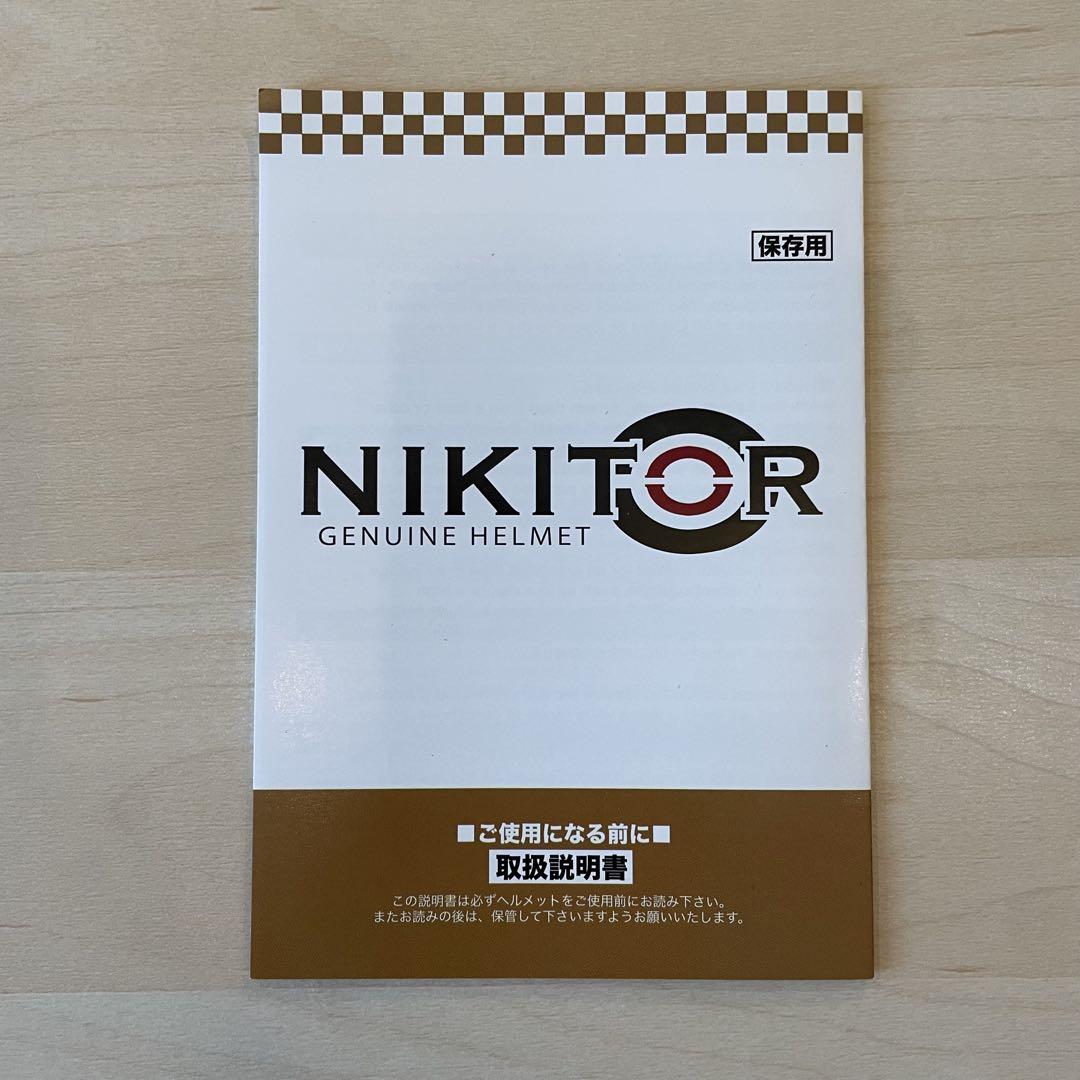 保存用
NIKITOR
GENUINE HELMET
■ご使用になる前に■
取扱説明書
この説明書は必ずヘルメットをご使用前にお読み下さい。
またお読みの後は、保管して下さいますようお願いいたします。